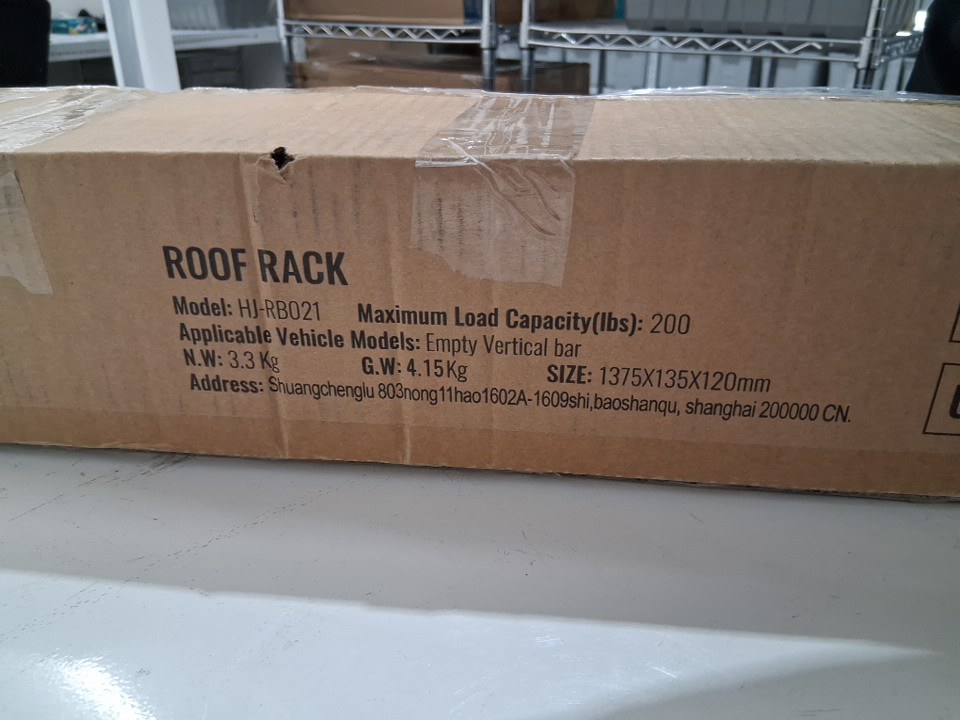 ROOF RACK
Model: HJ-RB021 Maximum Load Capacity(lbs): 200
Applicable Vehicle Models: Empty Vertical bar
N.W: 3.3 Kg G.W: 4.15Kg SIZE: 1375X135X120mm
Address: Shuangchenglu 803nong11hao1602A-1609shi,baoshanqu, shanghai 200000 CN.